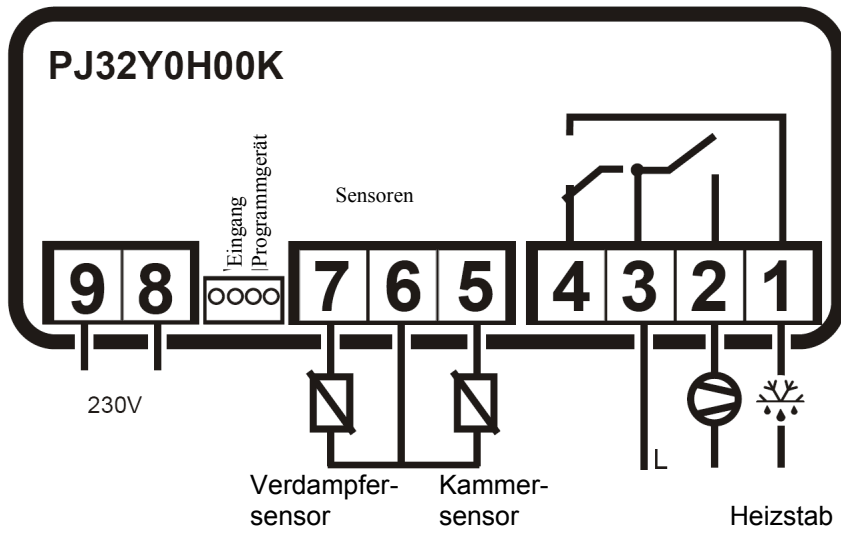 PJ32Y0H00K
Eingang
Programmgerät
Sensoren
9 8 7 6 5 4 3 2 1
230V
L
Verdampfer-
sensor
Kammer-
sensor
Heizstab